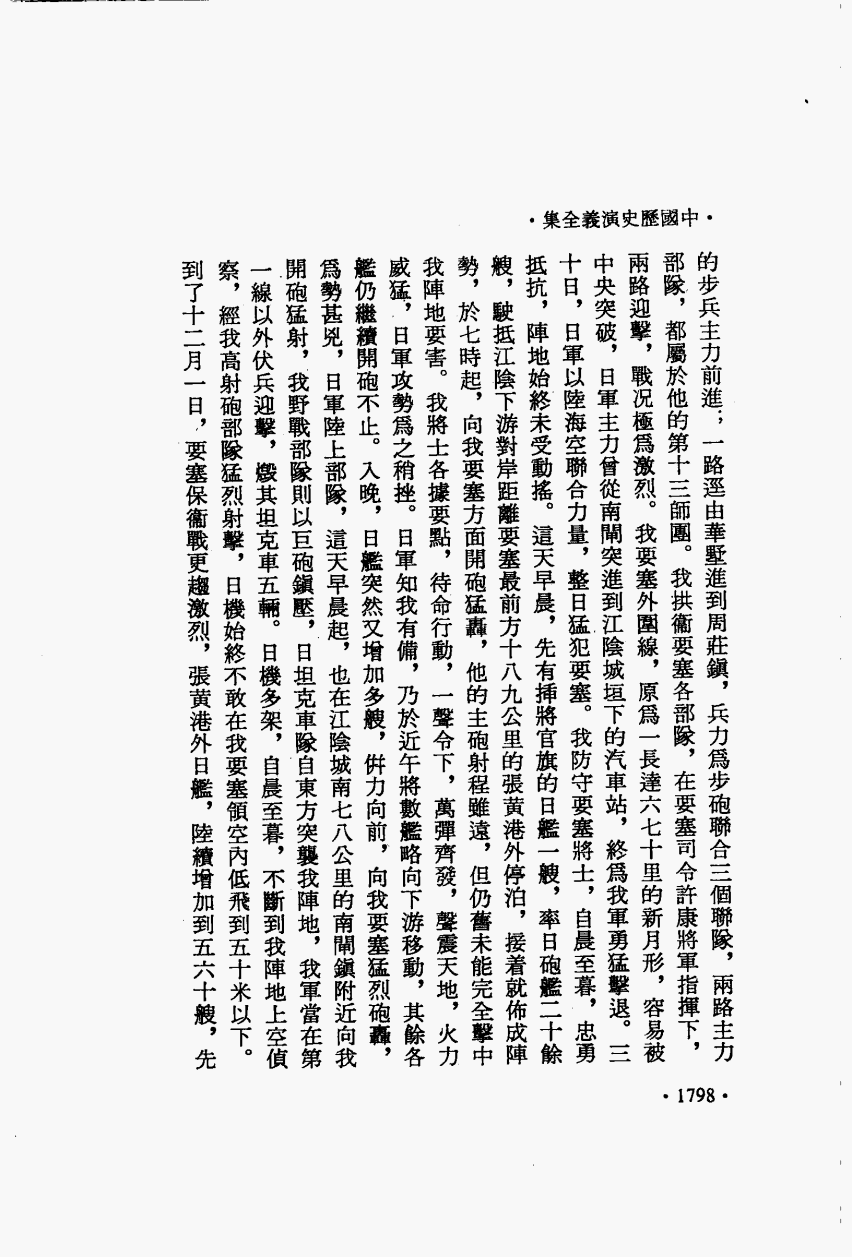 ·中國歷史演義全集·
的步兵主力前進；一路逕由華墅進到周莊鎭，兵力爲步砲聯合三個聯隊，兩路主力
部隊，都屬於他的第十三師團。我拱衞要塞各部隊，在要塞司令許康將軍指揮下，
兩路迎擊，戰況極爲激烈。我要塞外圍線，原爲一長達六七十里的新月形，容易被
中央突破，日軍主力曾從南閘突進到江陰城垣下的汽車站，終爲我軍勇猛擊退。三
十日，日軍以陸海空聯合力量，整日猛犯要塞。我防守要塞將士，自晨至暮，忠勇
抵抗，陣地始終未受動搖。這天早晨，先有揷將官旗的日艦一艘，率日砲艦二十餘
艘，駛抵江陰下游對岸距離要塞最前方十八九公里的張黃港外停泊，接着就佈成陣
勢，於七時起，向我要塞方面開砲猛轟，他的主砲射程雖遠，但仍舊未能完全擊中
我陣地要害。我將士各據要點，待命行動，一聲令下，萬彈齊發，聲震天地，火力
威猛，日軍攻勢爲之稍挫。日軍知我有備，乃於近午將數艦略向下游移動，其餘各
艦仍繼續開砲不止。入晚，日艦突然又增加多艘，併力向前，向我要塞猛烈砲轟，
爲勢甚兇，日軍陸上部隊，這天早晨起，也在江陰城南七八公里的南閘鎭附近向我
開砲猛射，我野戰部隊則以巨砲鎭壓，日坦克車隊自東方突襲我陣地，我軍當在第
一線以外伏兵迎擊，燬其坦克車五輛。日機多架，自晨至暮，不斷到我陣地上空偵
察，經我高射砲部隊猛烈射擊，日機始終不敢在我要塞領空內低飛到五十米以下。
到了十二月一日，要塞保衞戰更趨激烈，張黃港外日艦，陸續增加到五六十艘，先
·1798·